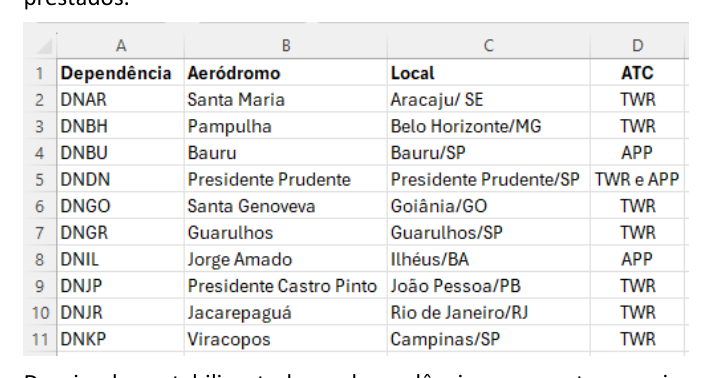 prestados.
A B C D
1 Dependência Aeródromo Local ATC
2 DNAR Santa Maria Aracaju/ SE TWR
3 DNBH Pampulha Belo Horizonte/MG TWR
4 DNBU Bauru Bauru/SP APP
5 DNDN Presidente Prudente Presidente Prudente/SP TWR e APP
6 DNGO Santa Genoveva Goiânia/GO TWR
7 DNGR Guarulhos Guarulhos/SP TWR
8 DNIL Jorge Amado Ilhéus/BA APP
9 DNJP Presidente Castro Pinto João Pessoa/PB TWR
10 DNJR Jacarepaguá Rio de Janeiro/RJ TWR
11 DNKP Viracopos Campinas/SP TWR